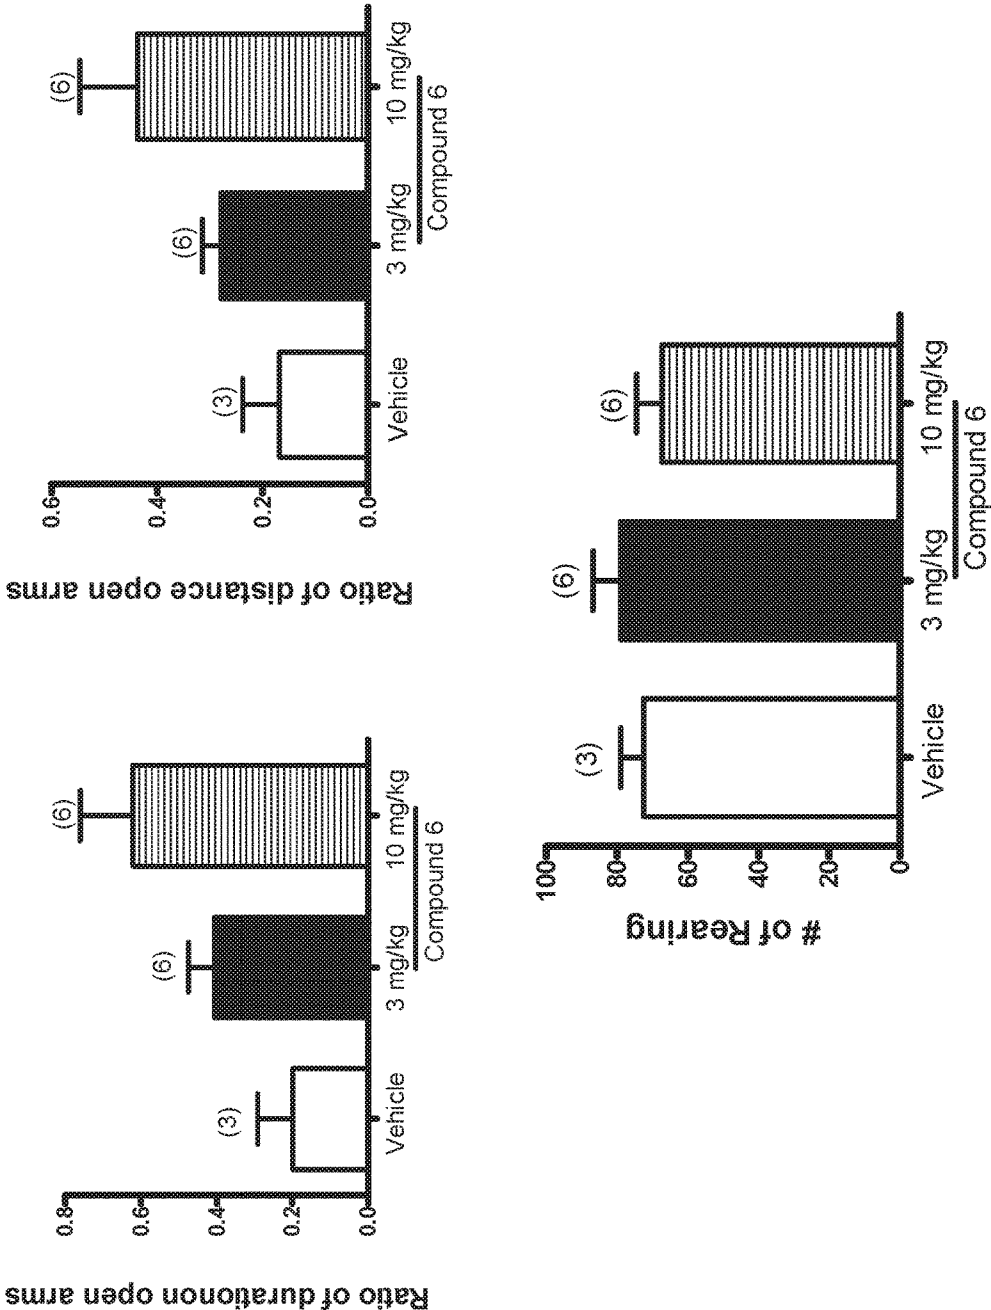 Ratio of durationon open arms
0.8
0.6
0.4
0.2
0.0
(3)
(6)
(6)
Vehicle
3 mg/kg
10 mg/kg
Compound 6
Ratio of distance open arms
0.6
0.4
0.2
0.0
(3)
(6)
(6)
Vehicle
3 mg/kg
10 mg/kg
Compound 6
# of Rearing
100
80
60
40
20
0
(3)
(6)
(6)
Vehicle
3 mg/kg
10 mg/kg
Compound 6